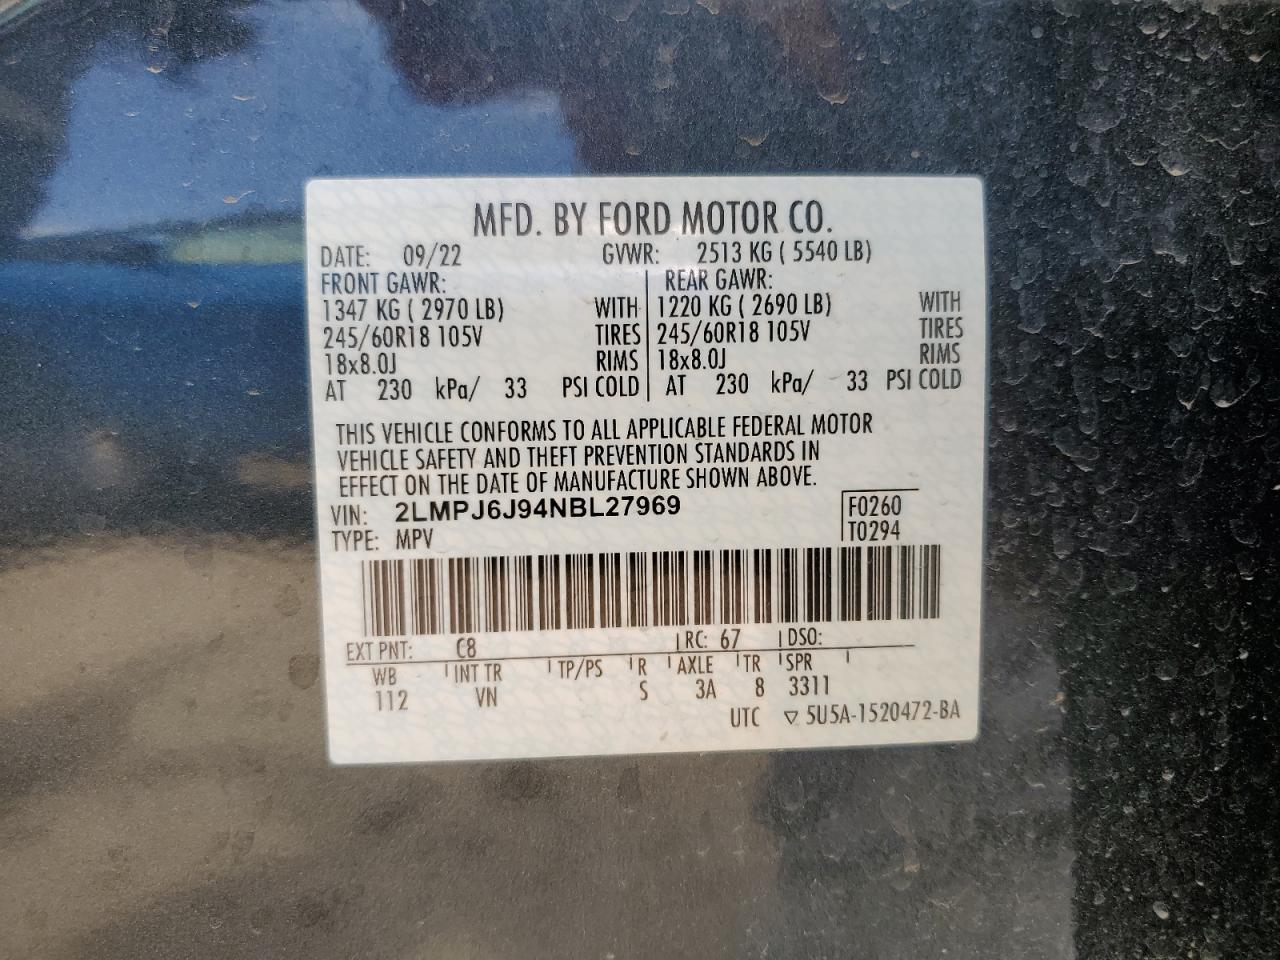 MFD. BY FORD MOTOR CO.
DATE: 09/22 GVWR: 2513 KG ( 5540 LB)
FRONT GAWR: REAR GAWR:
1347 KG ( 2970 LB) WITH 1220 KG ( 2690 LB) WITH
245/60R18 105V TIRES 245/60R18 105V TIRES
18x8.0J RIMS 18x8.0J RIMS
AT 230 kPa/ 33 PSI COLD AT 230 kPa/ 33 PSI COLD
THIS VEHICLE CONFORMS TO ALL APPLICABLE FEDERAL MOTOR
VEHICLE SAFETY AND THEFT PREVENTION STANDARDS IN
EFFECT ON THE DATE OF MANUFACTURE SHOWN ABOVE.
VIN: 2LMPJ6J94NBL27969 F0260
TYPE: MPV T0294
EXT PNT: C8 RC: 67 DSO:
WB INT TR TP/PS R AXLE TR SPR
112 VN S 3A 8 3311
UTC ▽ 5U5A-1520472-BA